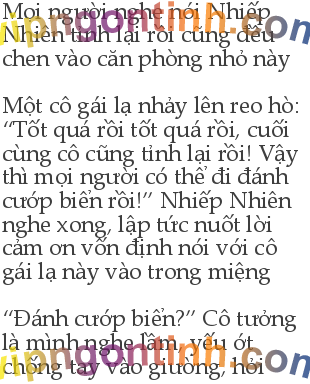 Mọi người nghe nói Nhiếp
Nhiên tỉnh lại rồi cũng đều
chen vào căn phòng nhỏ này

Một cô gái lạ nhảy lên reo hò:
“Tốt quá rồi tốt quá rồi, cuối
cùng cô cũng tỉnh lại rồi! Vậy
thì mọi người có thể đi đánh
cướp biển rồi!” Nhiếp Nhiên
nghe xong, lập tức nuốt lời
cảm ơn vốn định nói với cô
gái lạ này vào trong miệng

“Đánh cướp biển?” Cô tưởng
là mình nghe lầm, yếu ớt
chống tay vào giường, hỏi